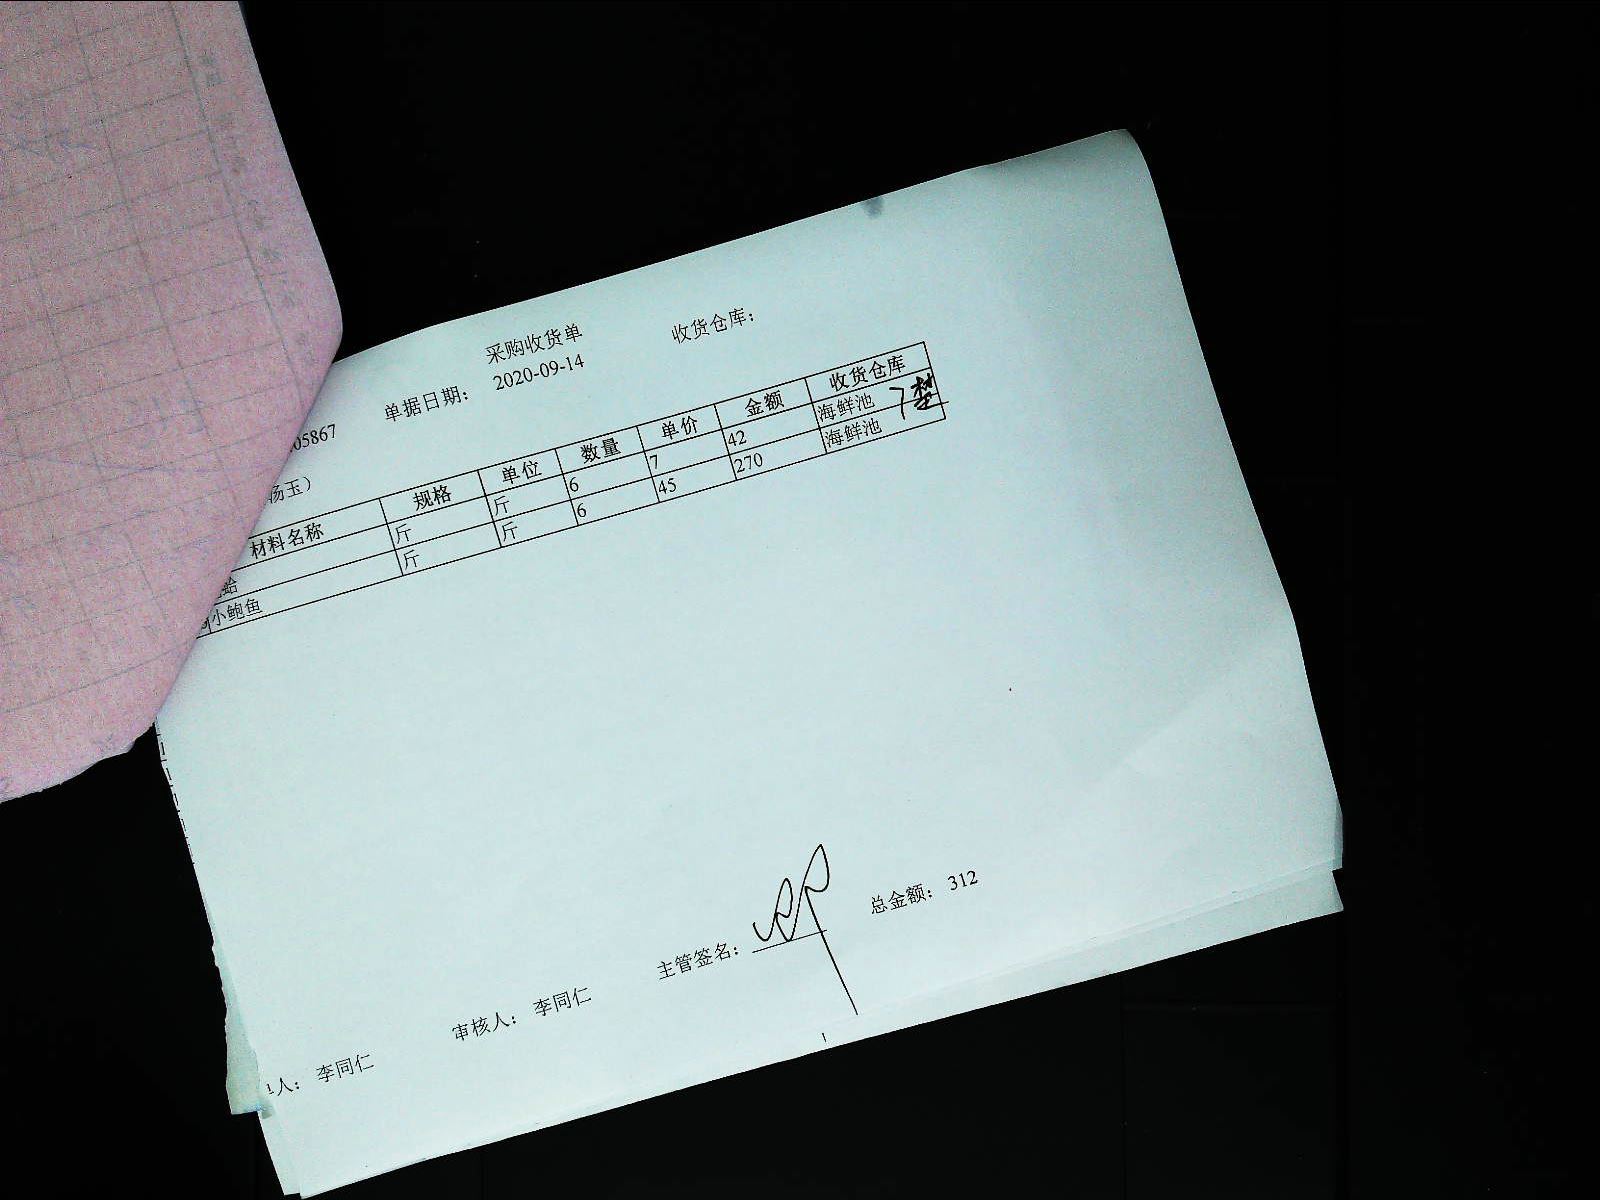 采购收货单
收货仓库：
单据日期： 2020-09-14
05867
汤玉）
材料名称 规格 单位 数量 单价 金额 收货仓库
蛤 斤 斤 6 7 42 海鲜池
小鲍鱼 斤 斤 6 45 270 海鲜池
人： 李同仁 审核人： 李同仁 主管签名： 总金额： 312